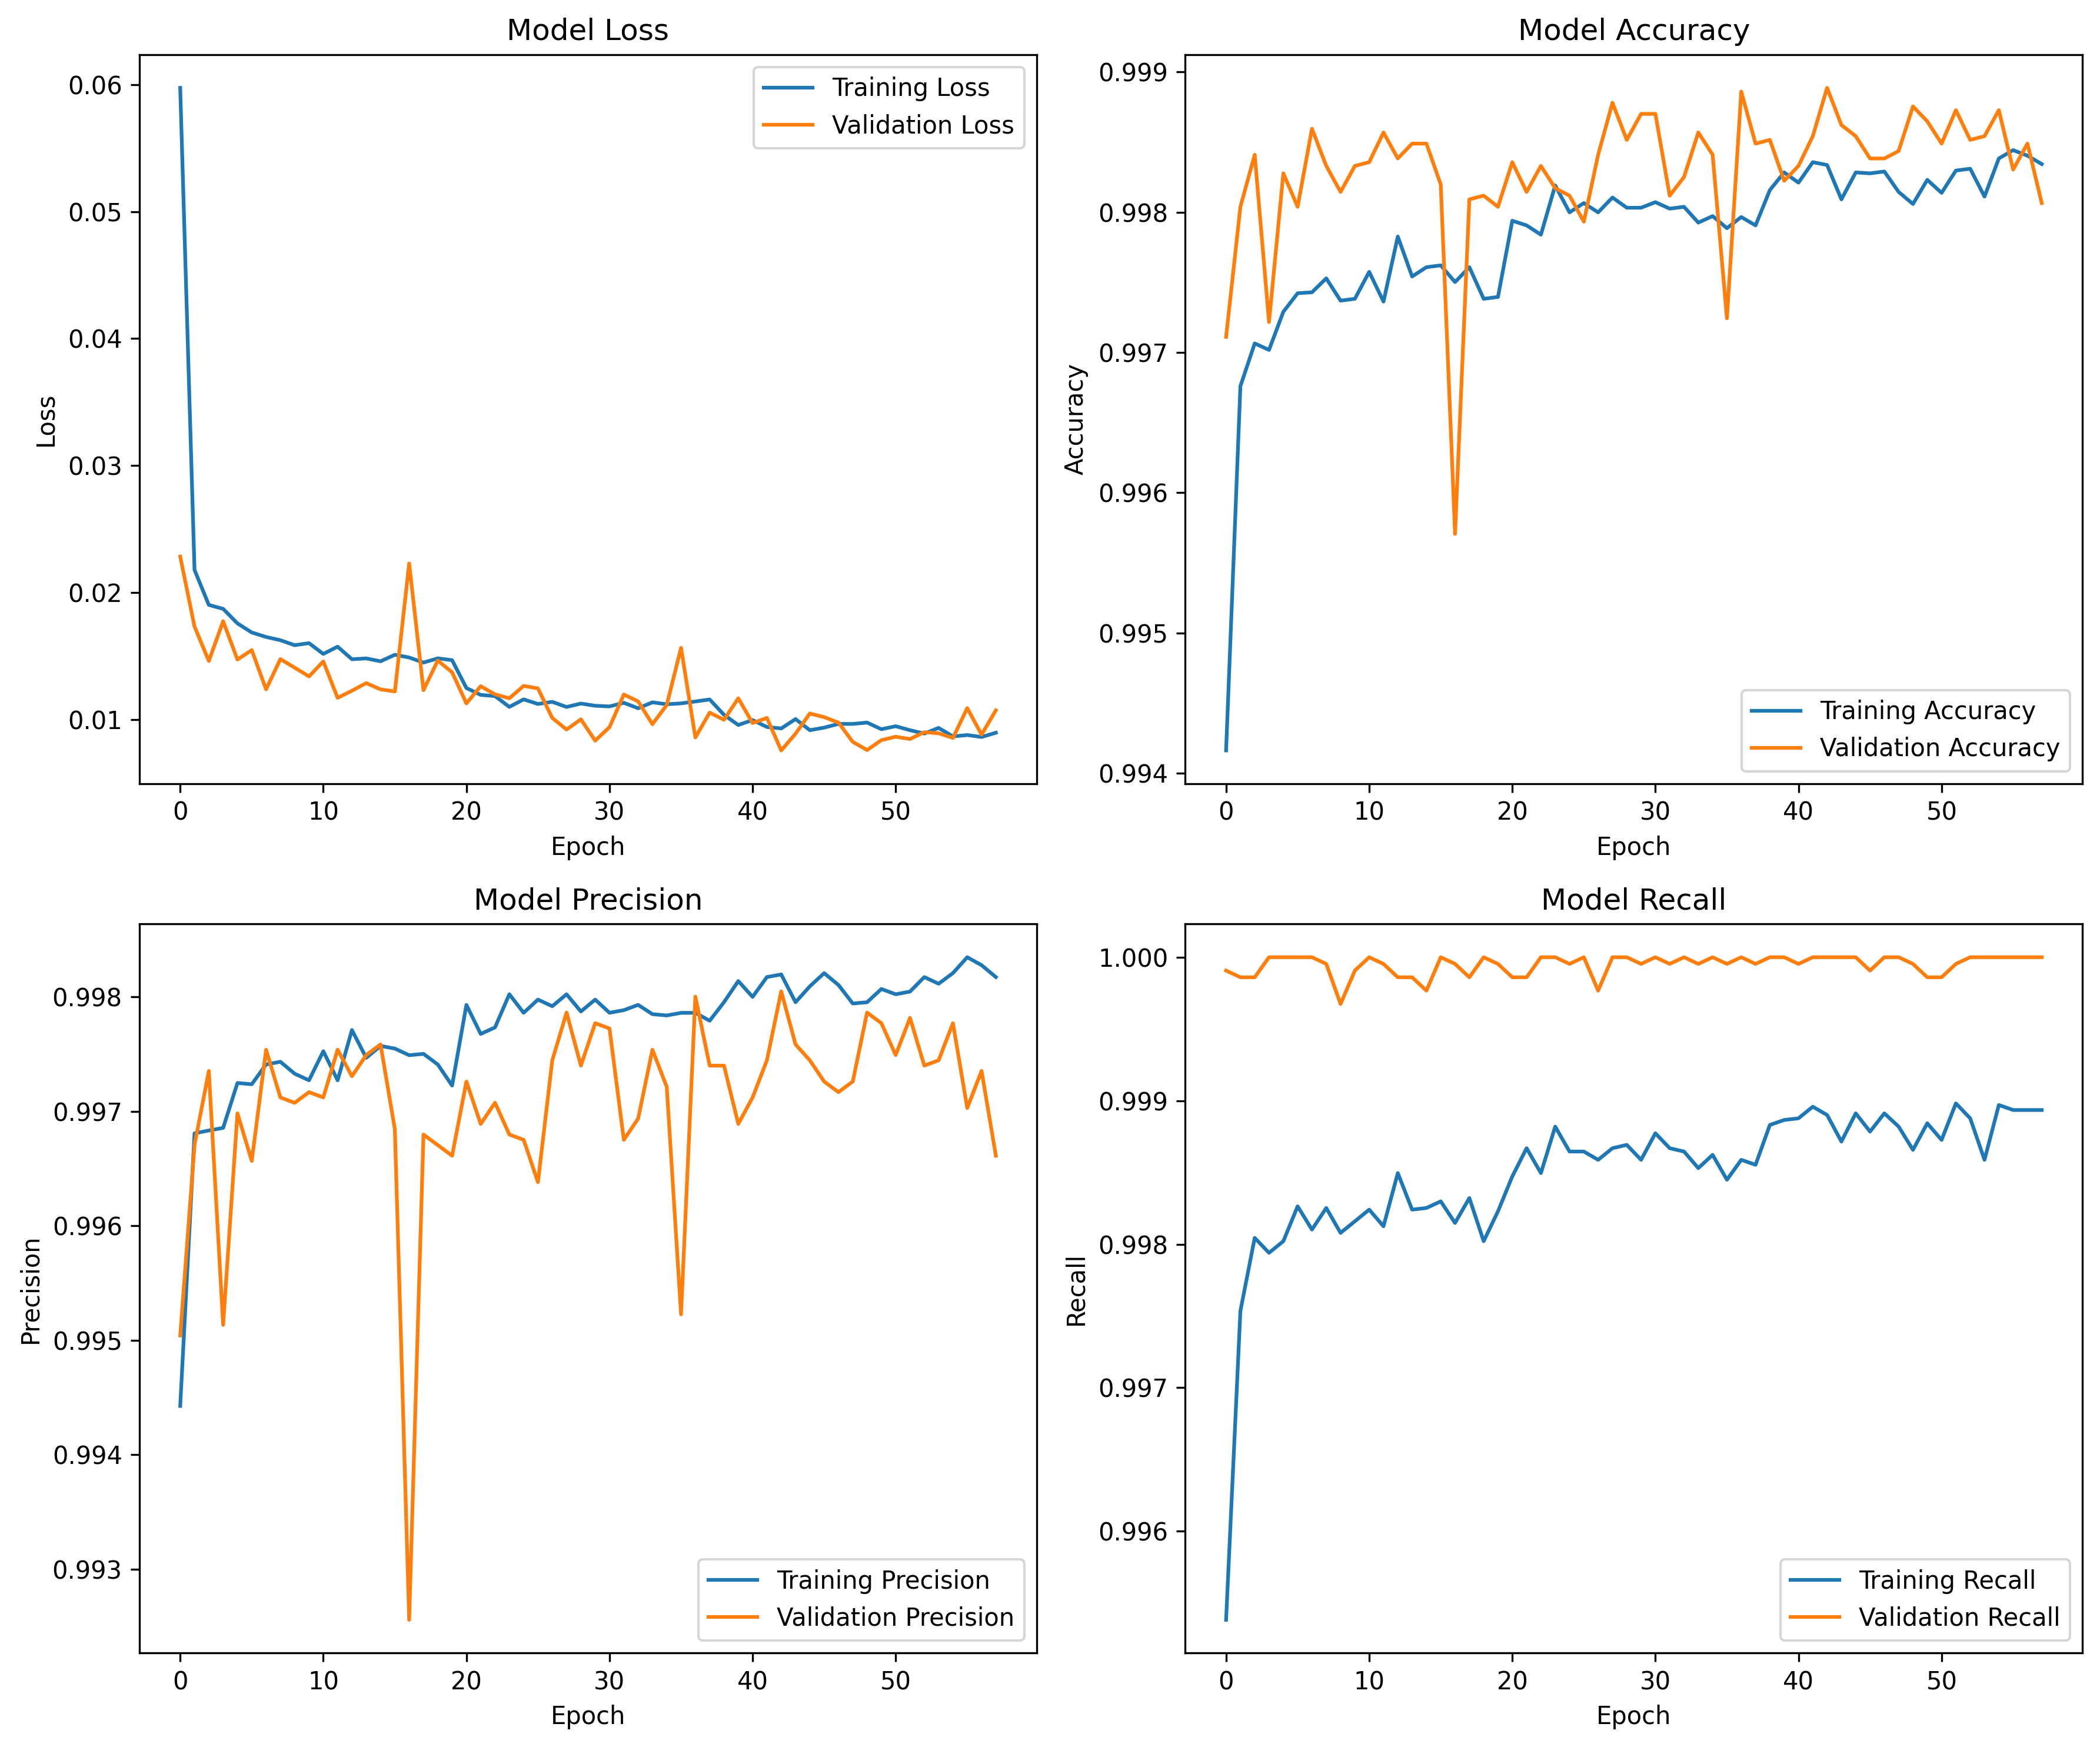 Model Loss
Training Loss
Validation Loss
0.06
0.05
0.04
0.03
0.02
0.01
Loss
0 10 20 30 40 50
Epoch
Model Accuracy
0.999
0.998
0.997
0.996
0.995
0.994
Accuracy
Training Accuracy
Validation Accuracy
0 10 20 30 40 50
Epoch
Model Precision
0.998
0.997
0.996
0.995
0.994
0.993
Precision
Training Precision
Validation Precision
0 10 20 30 40 50
Epoch
Model Recall
1.000
0.999
0.998
0.997
0.996
Recall
Training Recall
Validation Recall
0 10 20 30 40 50
Epoch